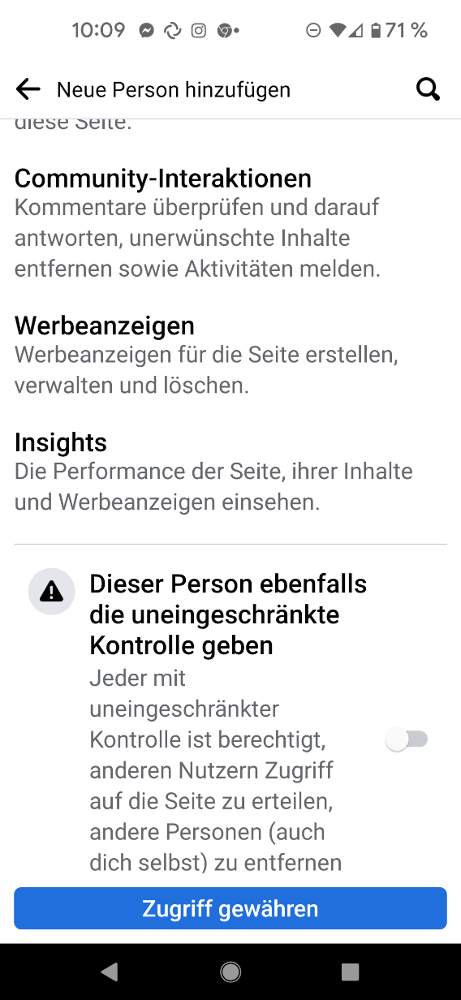 10:09
71 %
Neue Person hinzufügen
diese Seite.
Community-Interaktionen
Kommentare überprüfen und darauf
antworten, unerwünschte Inhalte
entfernen sowie Aktivitäten melden.
Werbeanzeigen
Werbeanzeigen für die Seite erstellen,
verwalten und löschen.
Insights
Die Performance der Seite, ihrer Inhalte
und Werbeanzeigen einsehen.
Dieser Person ebenfalls
die uneingeschränkte
Kontrolle geben
Jeder mit
uneingeschränkter
Kontrolle ist berechtigt,
anderen Nutzern Zugriff
auf die Seite zu erteilen,
andere Personen (auch
dich selbst) zu entfernen
Zugriff gewähren